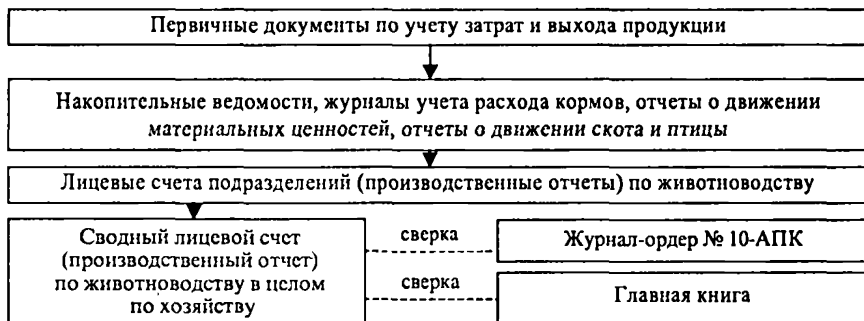 Первичные документы по учету затрат и выхода продукции
Накопительные ведомости, журналы учета расхода кормов, отчеты о движении
материальных ценностей, отчеты о движении скота и птицы
Лицевые счета подразделений (производственные отчеты) по животноводству
Сводный лицевой счет
(производственный отчет)
по животноводству в целом
по хозяйству
сверка
Журнал-ордер № 10-АПК
сверка
Главная книга